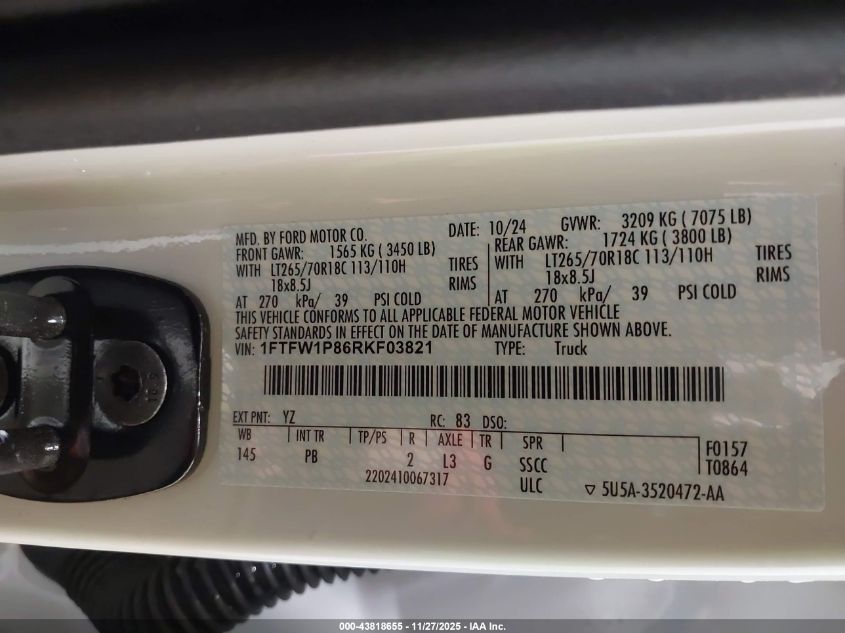 MFD. BY FORD MOTOR CO. DATE: 10/24 GVWR: 3209 KG ( 7075 LB)
FRONT GAWR: 1565 KG ( 3450 LB) REAR GAWR: 1724 KG ( 3800 LB)
WITH LT265/70R18C 113/110H TIRES WITH LT265/70R18C 113/110H TIRES
18x8.5J RIMS 18x8.5J RIMS
AT 270 kPa/ 39 PSI COLD AT 270 kPa/ 39 PSI COLD
THIS VEHICLE CONFORMS TO ALL APPLICABLE FEDERAL MOTOR VEHICLE
SAFETY STANDARDS IN EFFECT ON THE DATE OF MANUFACTURE SHOWN ABOVE.
VIN: 1FTFW1P86RKF03821 TYPE: Truck
EXT PNT: YZ RC: 83 DSO:
WB INT TR TP/PS R AXLE TR SPR F0157
145 PB 2 L3 G SSCC T0864
2202410067317 ULC ▽ 5U5A-3520472-AA
10.9
000-43818655 - 11/27/2025 - IAA Inc.